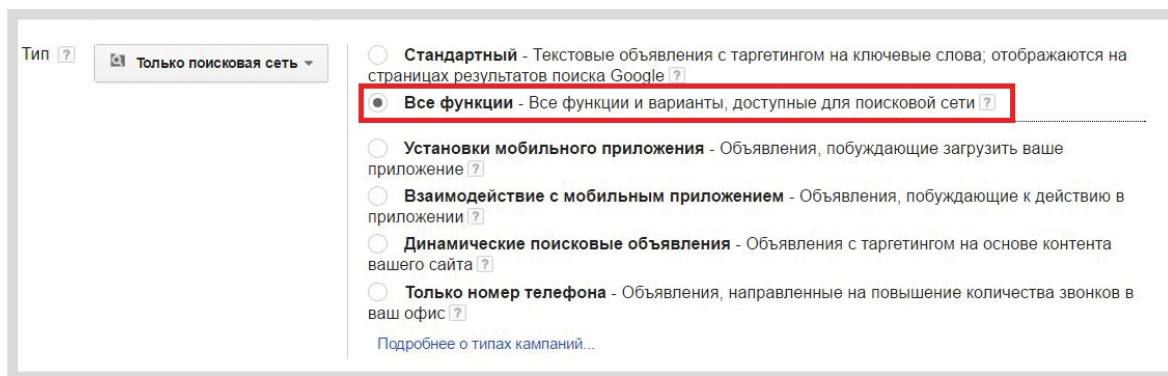 Тип ?
Только поисковая сеть
Стандартный - Текстовые объявления с таргетингом на ключевые слова; отображаются на
страницах результатов поиска Google ?
Все функции - Все функции и варианты, доступные для поисковой сети ?
Установки мобильного приложения - Объявления, побуждающие загрузить ваше
приложение ?
Взаимодействие с мобильным приложением - Объявления, побуждающие к действию в
приложении ?
Динамические поисковые объявления - Объявления с таргетингом на основе контента
вашего сайта ?
Только номер телефона - Объявления, направленные на повышение количества звонков в
ваш офис ?
Подробнее о типах кампаний...